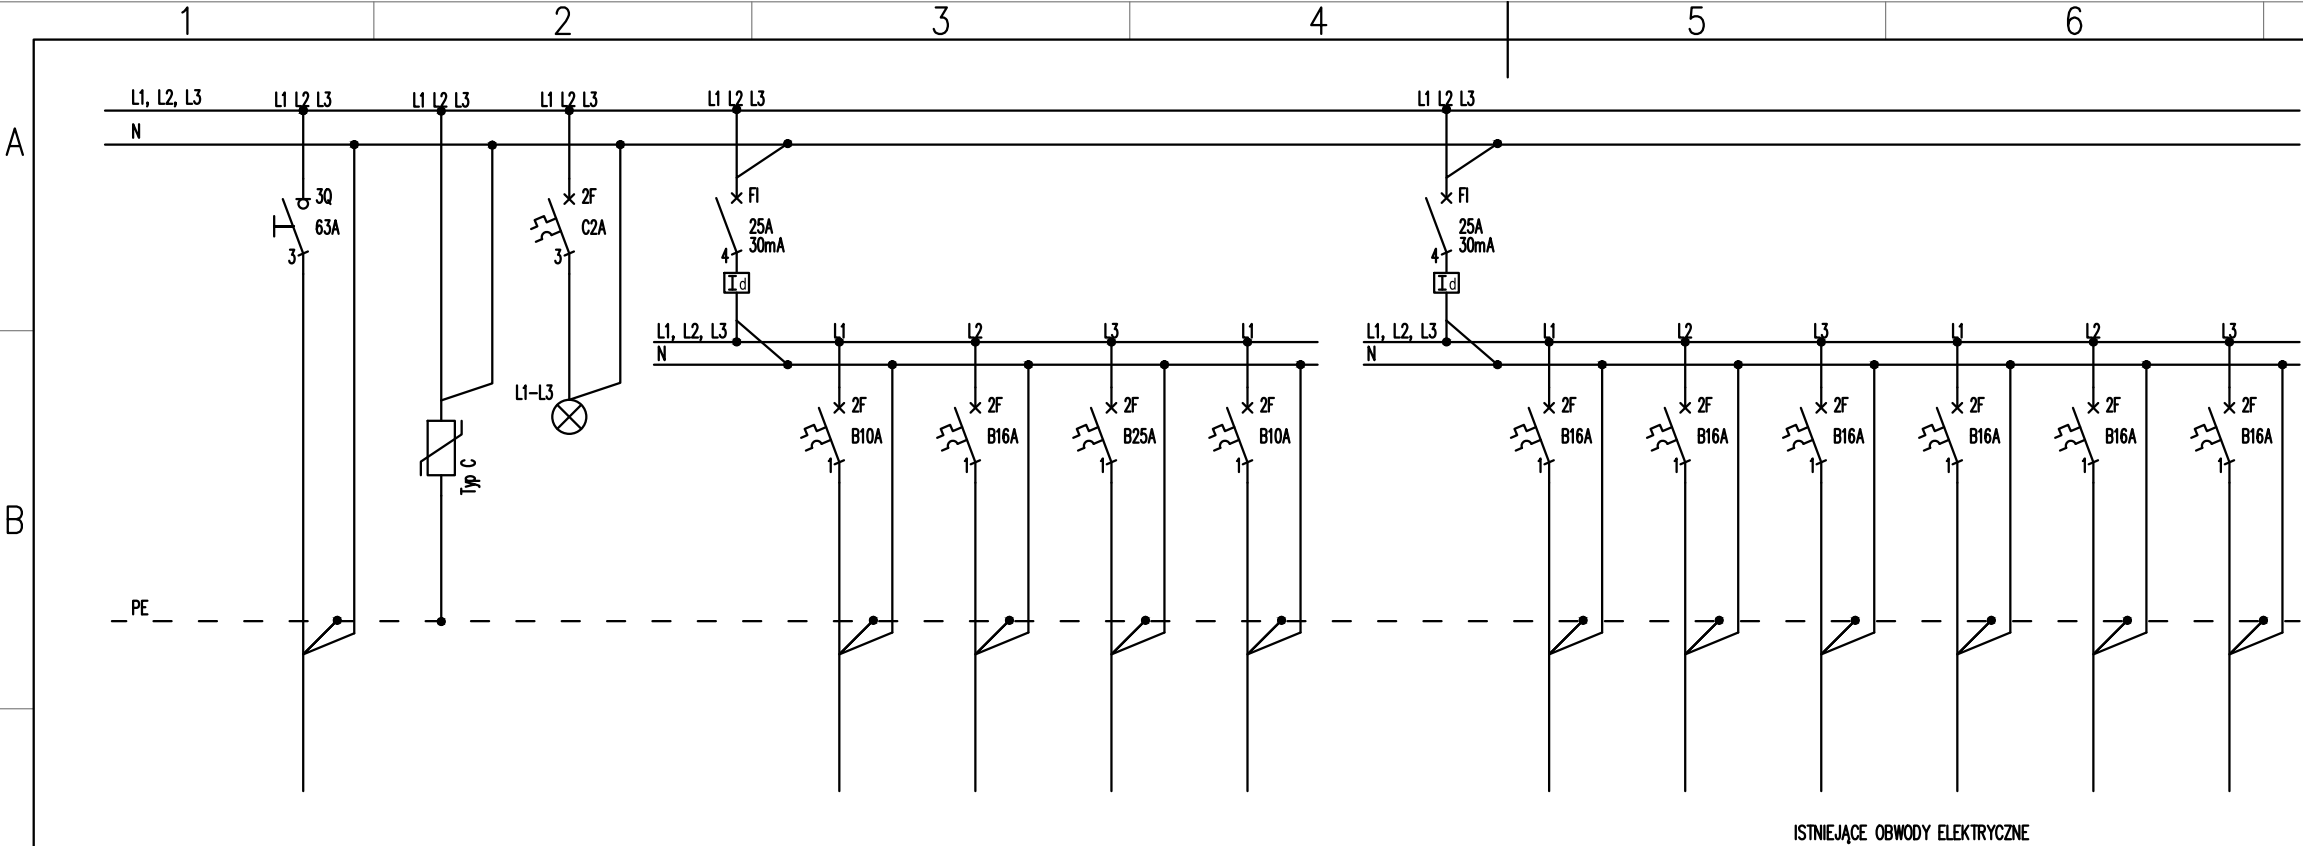 1 2 3 4 5 6
A
B
L1, L2, L3
N
L1 L2 L3
L1 L2 L3
L1 L2 L3
L1 L2 L3
L1 L2 L3
3Q
63A
3
2F
C2A
3
FI
25A
30mA
4
Id
FI
25A
30mA
4
Id
Typ C
L1-L3
L1, L2, L3
N
L1
L2
L3
L1
2F
B10A
1
2F
B16A
1
2F
B25A
1
2F
B10A
1
L1, L2, L3
N
L1
L2
L3
L1
L2
L3
2F
B16A
1
2F
B16A
1
2F
B16A
1
2F
B16A
1
2F
B16A
1
2F
B16A
1
PE
ISTNIEJĄCE OBWODY ELEKTRYCZNE